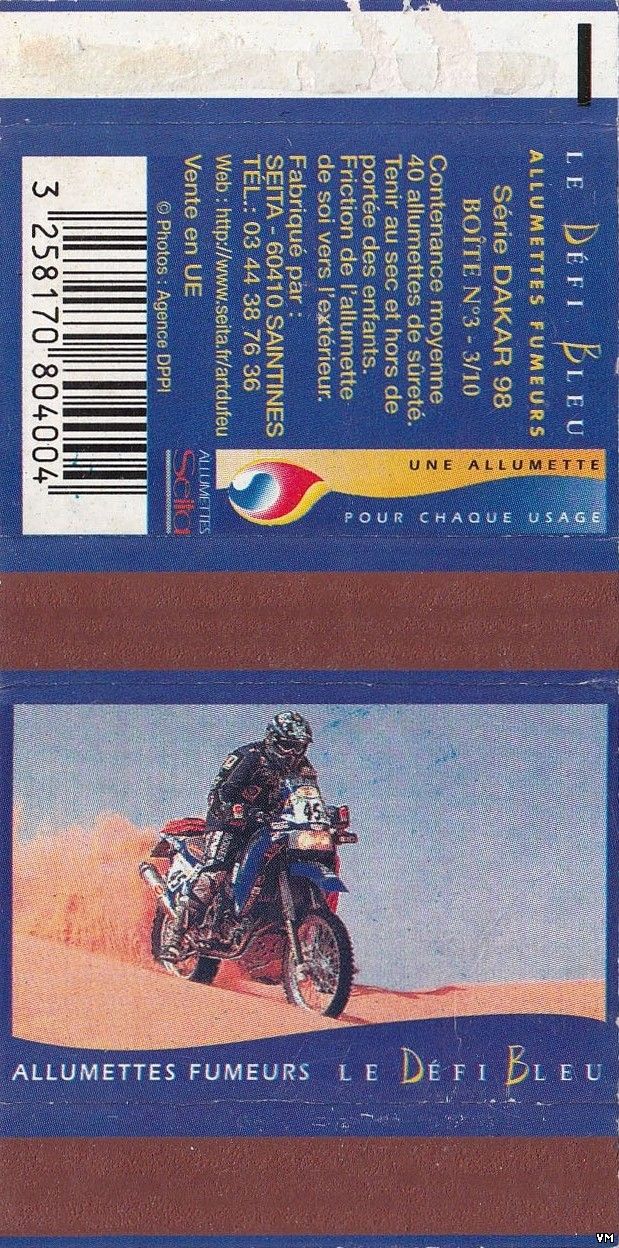 LE DÉFI BLEU
ALLUMETTES FUMEURS
Série DAKAR 98
BOÎTE N°3 - 3/10
Contenance moyenne
40 allumettes de sûreté.
Tenir au sec et hors de
portée des enfants.
Friction de l'allumette
de soi vers l'extérieur.
Fabriqué par :
SEITA - 60410 SAINTINES
TÉL.: 03 44 38 76 36
Web : http://www.seita.fr/artdufeu
Vente en UE
© Photos : Agence DPPI
3 258170 804004
UNE ALLUMETTE
POUR CHAQUE USAGE
ALLUMETTES
Seita
45
ALLUMETTES FUMEURS LE DÉFI BLEU
VM